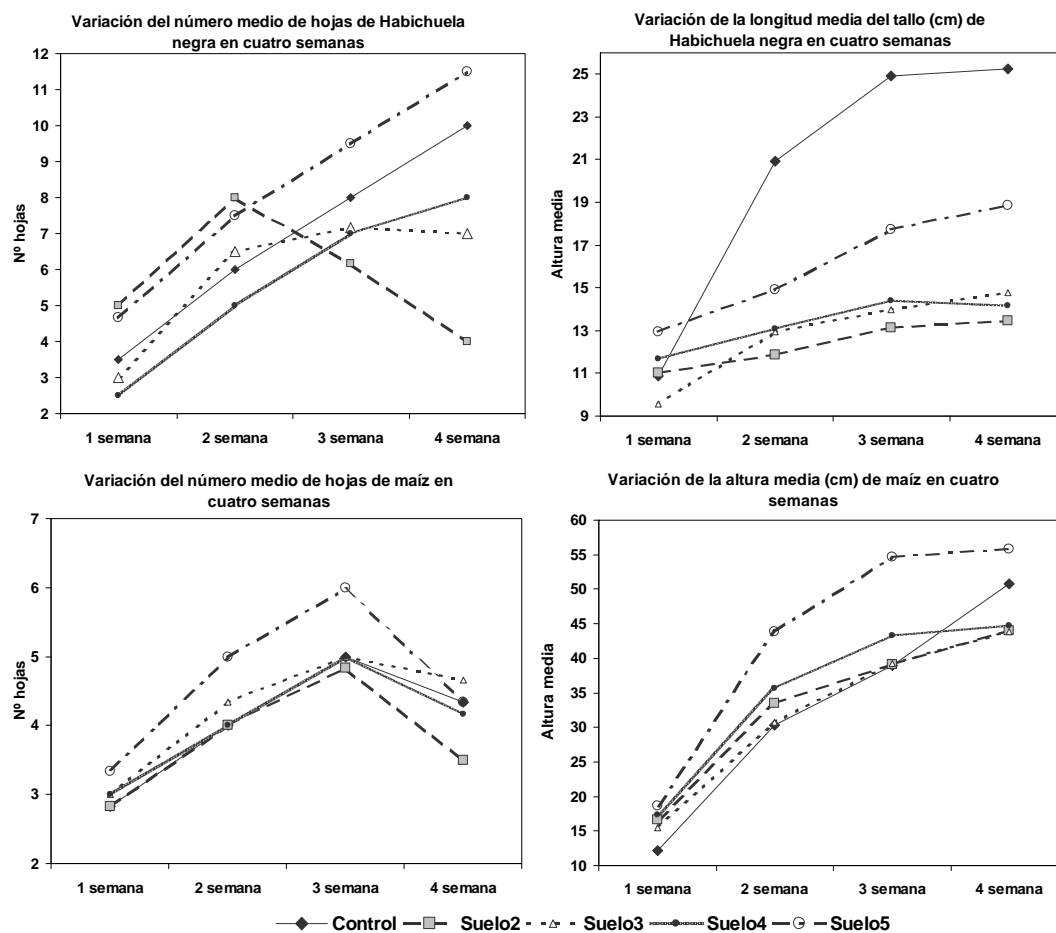 Variación del número medio de hojas de Habichuela
negra en cuatro semanas
12
11
10
9
8
7
6
5
4
3
2
Nº hojas
1 semana 2 semana 3 semana 4 semana
Variación de la longitud media del tallo (cm) de
Habichuela negra en cuatro semanas
25
23
21
19
17
15
13
11
9
Altura media
1 semana 2 semana 3 semana 4 semana
Variación del número medio de hojas de maíz en
cuatro semanas
7
6
5
4
3
2
Nº hojas
1 semana 2 semana 3 semana 4 semana
Variación de la altura media (cm) de maíz en cuatro
semanas
60
55
50
45
40
35
30
25
20
15
10
Altura media
1 semana 2 semana 3 semana 4 semana
Control Suelo2 Suelo3 Suelo4 Suelo5